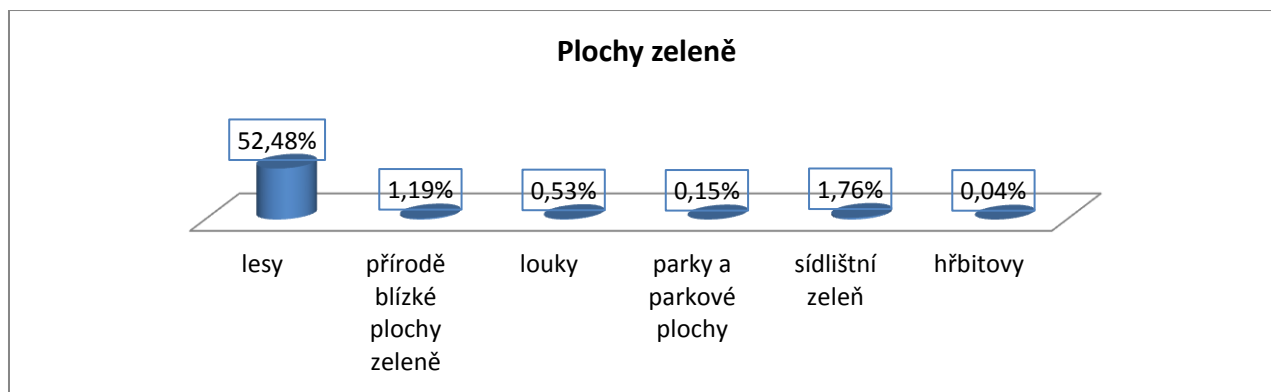 Plochy zeleně
52,48%
1,19%
0,53%
0,15%
1,76%
0,04%
lesy
přírodě
blízké
plochy
zeleně
louky
parky a
parkové
plochy
sídlištní
zeleň
hřbitovy